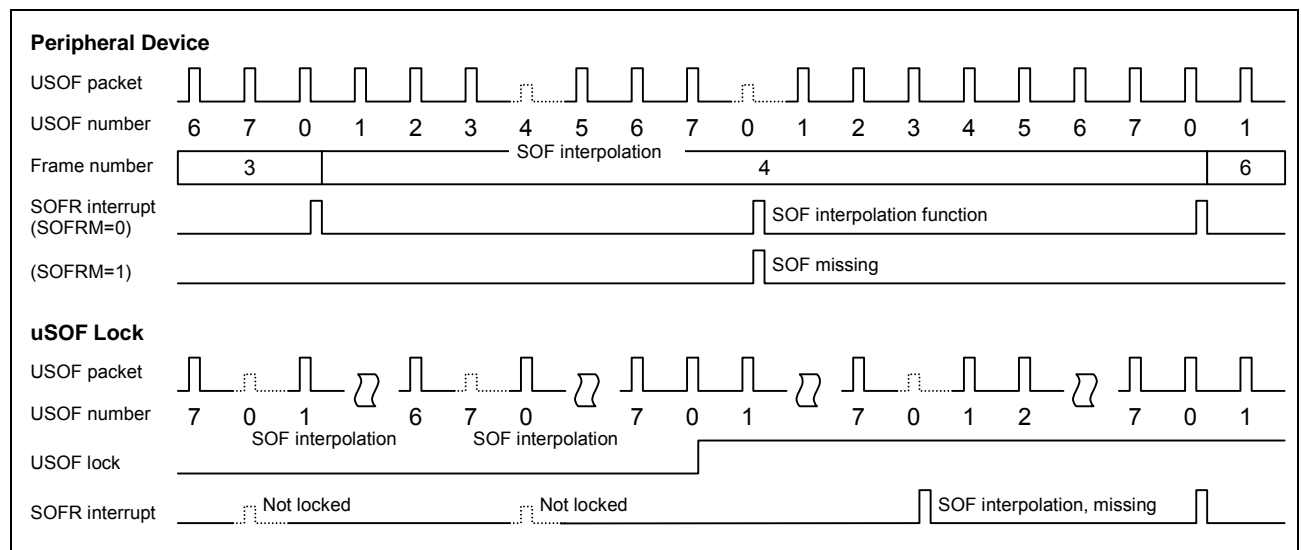 Peripheral Device
USOF packet
USOF number 6 7 0 1 2 3 4 5 6 7 0 1 2 3 4 5 6 7 0 1
SOF interpolation
Frame number 3 4 6
SOFR interrupt
(SOFRM=0)
SOF interpolation function
(SOFRM=1)
SOF missing
uSOF Lock
USOF packet
USOF number 7 0 1 6 7 0 7 0 1 7 0 1 2 7 0 1
SOF interpolation SOF interpolation
USOF lock
SOFR interrupt Not locked Not locked SOF interpolation, missing